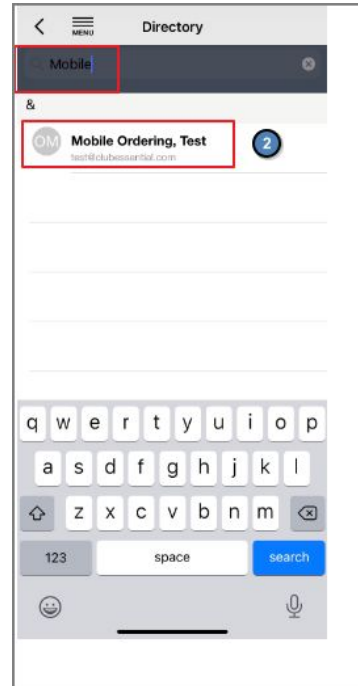 MENU
Directory
Mobile
&
OM
Mobile Ordering, Test
test@clubessential.com
2
q w e r t y u i o p
a s d f g h j k l
z x c v b n m
123 space search